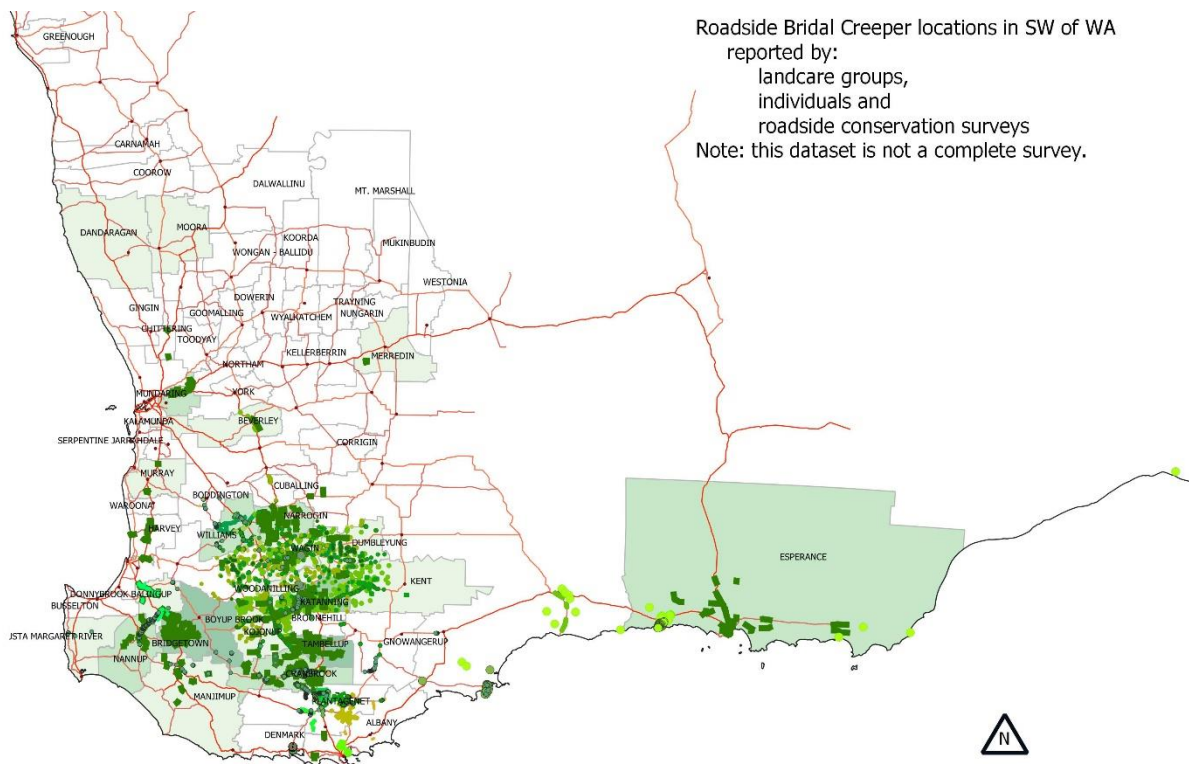 Roadside Bridal Creeper locations in SW of WA
reported by:
landcare groups,
individuals and
roadside conservation surveys
Note: this dataset is not a complete survey.
GREENOUGH
CARNAMAH
COOROW
DALWALLINU
MT. MARSHALL
DANDARAGAN
MOORA
KOORDA
MUKINBUDIN
WONGAN - BALLIDU
WESTONIA
DOWERIN
TRAYNING
GINGIN
GOOMALLING
WYALKATCHEM
NUNGARIN
CHITTERING
TOODYAY
KELLERBERRIN
MERREDIN
NORTHAM
MUNDARING
YORK
KALAMUNDA
BEVERLEY
SERPENTINE JARRAHDALE
CORRIGIN
MURRAY
CUBALLING
BODDINGTON
WAROONA
NARROGIN
HARVEY
WILLIAMS
DUMBLEYUNG
WAGIN
ESPERANCE
KENT
DONNYBROOK BALINGUP
WOODANILLING
BUSSELTON
KATANNING
BOYUP BROOK
BROOMEHILL
JSTA MARGARET RIVER
KOJONUP
BRIDGETOWN
TAMBELLUP
GNOWANGERUP
NANNUP
CRANBROOK
MANJIMUP
PLANTAGENET
ALBANY
DENMARK
N